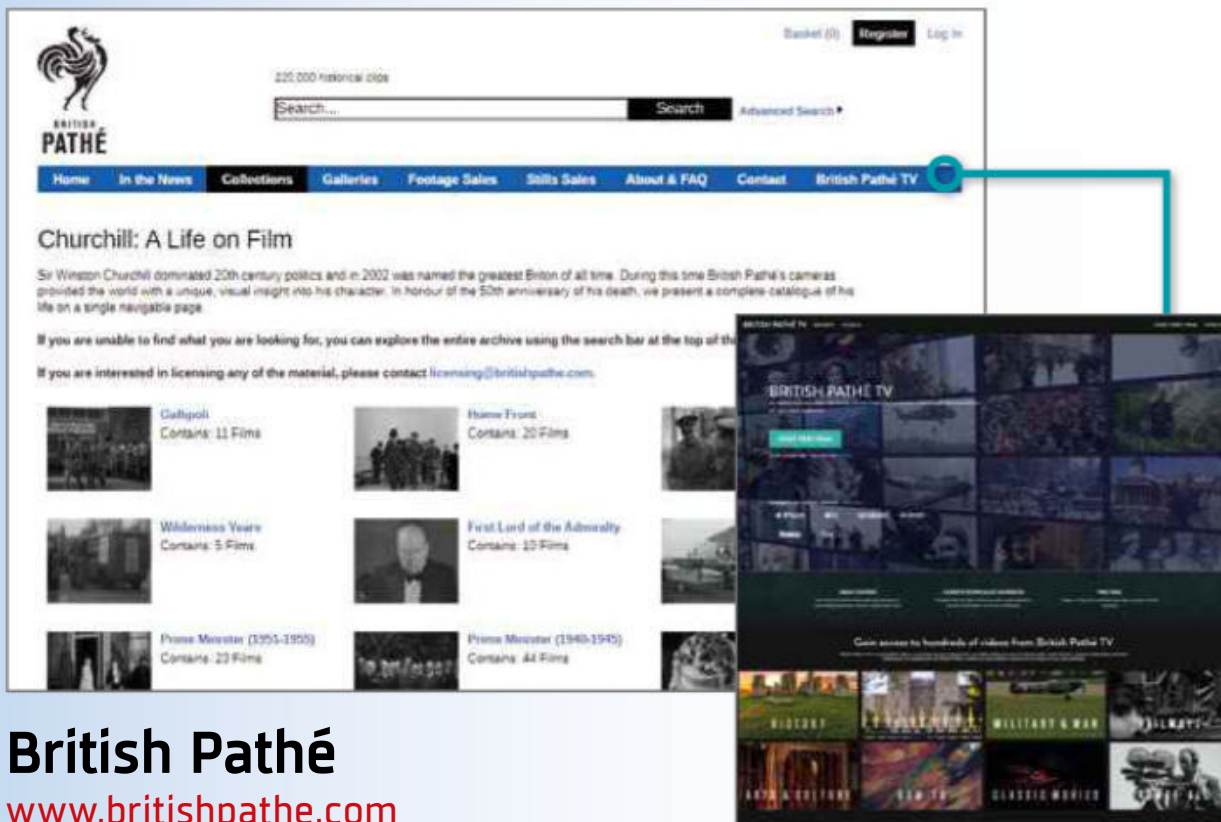 Basket (0) Register Log In
220,000 historical clips
Search... Search Advanced Search
BRITISH
PATHÉ
Home In the News Collections Galleries Footage Sales Stills Sales About & FAQ Contact British Pathé TV
Churchill: A Life on Film
Sir Winston Churchill dominated 20th century politics and in 2002 was named the greatest Briton of all time. During this time British Pathé's cameras
provided the world with a unique, visual insight into his character. In honour of the 50th anniversary of his death, we present a complete catalogue of his
life on a single navigable page.
If you are unable to find what you are looking for, you can explore the entire archive using the search bar at the top of the
If you are interested in licensing any of the material, please contact licensing@britishpathe.com.
Gallipoli
Contains: 11 Films
Home Front
Contains: 20 Films
Wilderness Years
Contains: 5 Films
First Lord of the Admiralty
Contains: 10 Films
Prime Minister (1951-1955)
Contains: 23 Films
Prime Minister (1940-1945)
Contains: 44 Films
BRITISH PATHÉ TV
BRITISH PATHÉ TV
Gain access to hundreds of videos from British Pathé TV
HISTORY
MILITARY & WAR
RAILWAYS
ARTS & CULTURE
CLASSIC MOVIES
British Pathé
www.britishpathe.com